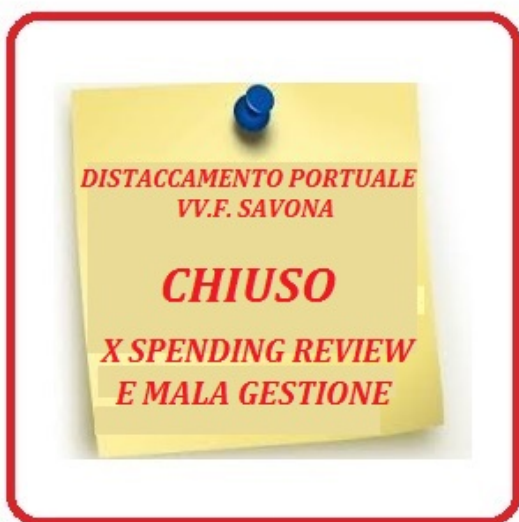 DISTACCAMENTO PORTUALE
VV.F. SAVONA
CHIUSO
X SPENDING REVIEW
E MALA GESTIONE